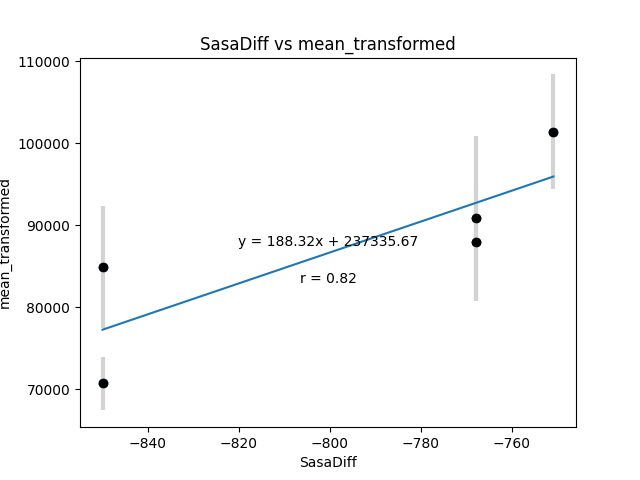 SasaDiff vs mean_transformed
110000
100000
90000
80000
70000
mean_transformed
y = 188.32x + 237335.67
r = 0.82
−840
−820
−800
−780
−760
SasaDiff